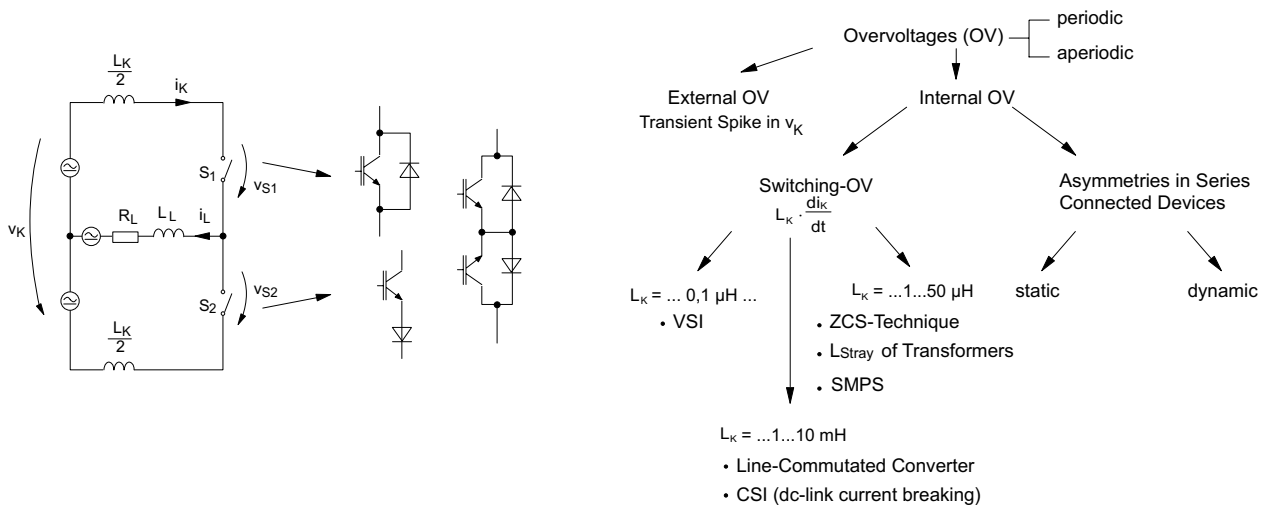 L_K
2
i_K
S_1
v_S1
v_K
R_L
L_L
i_L
S_2
v_S2
L_K
2
Overvoltages (OV)
periodic
aperiodic
External OV
Transient Spike in v_K
Internal OV
Switching-OV
L_K · di_K
dt
Asymmetries in Series
Connected Devices
L_K = ... 0,1 µH ...
• VSI
L_K = ...1...50 µH
• ZCS-Technique
• L_Stray of Transformers
• SMPS
static
dynamic
L_K = ...1...10 mH
• Line-Commutated Converter
• CSI (dc-link current breaking)